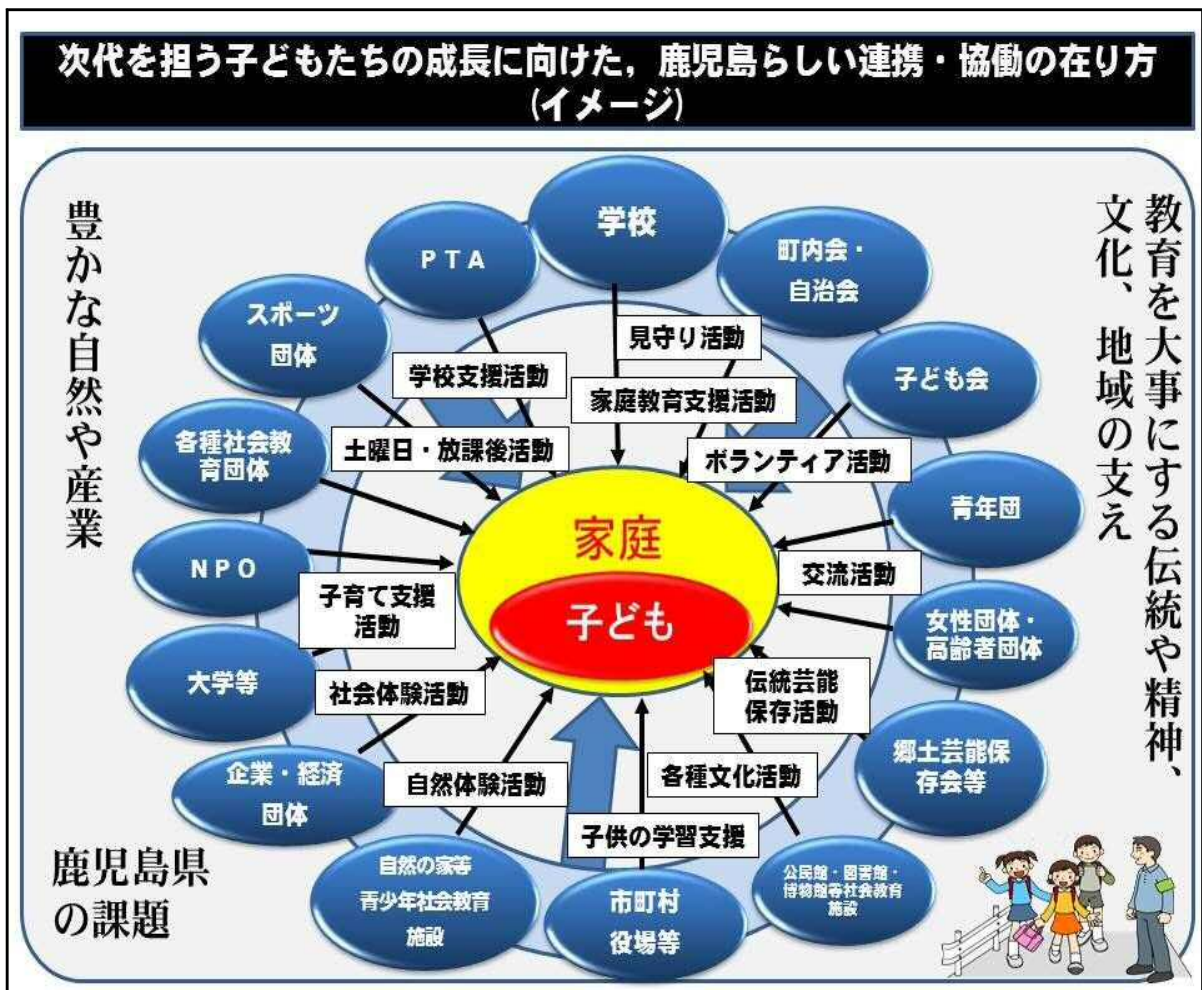 次代を担う子どもたちの成長に向けた，鹿児島らしい連携・協働の在り方
(イメージ)
豊かな自然や産業
教育を大事にする伝統や精神、
文化、地域の支え
学校
町内会・
自治会
子ども会
青年団
女性団体・
高齢者団体
郷土芸能保
存会等
公民館・図書館・
博物館等社会教育
施設
市町村
役場等
自然の家等
青少年社会教育
施設
企業・経済
団体
大学等
ＮＰＯ
各種社会教
育団体
スポーツ
団体
ＰＴＡ
見守り活動
学校支援活動
家庭教育支援活動
土曜日・放課後活動
ボランティア活動
交流活動
子育て支援
活動
社会体験活動
伝統芸能
保存活動
自然体験活動
各種文化活動
子供の学習支援
家庭
子ども
鹿児島県
の課題